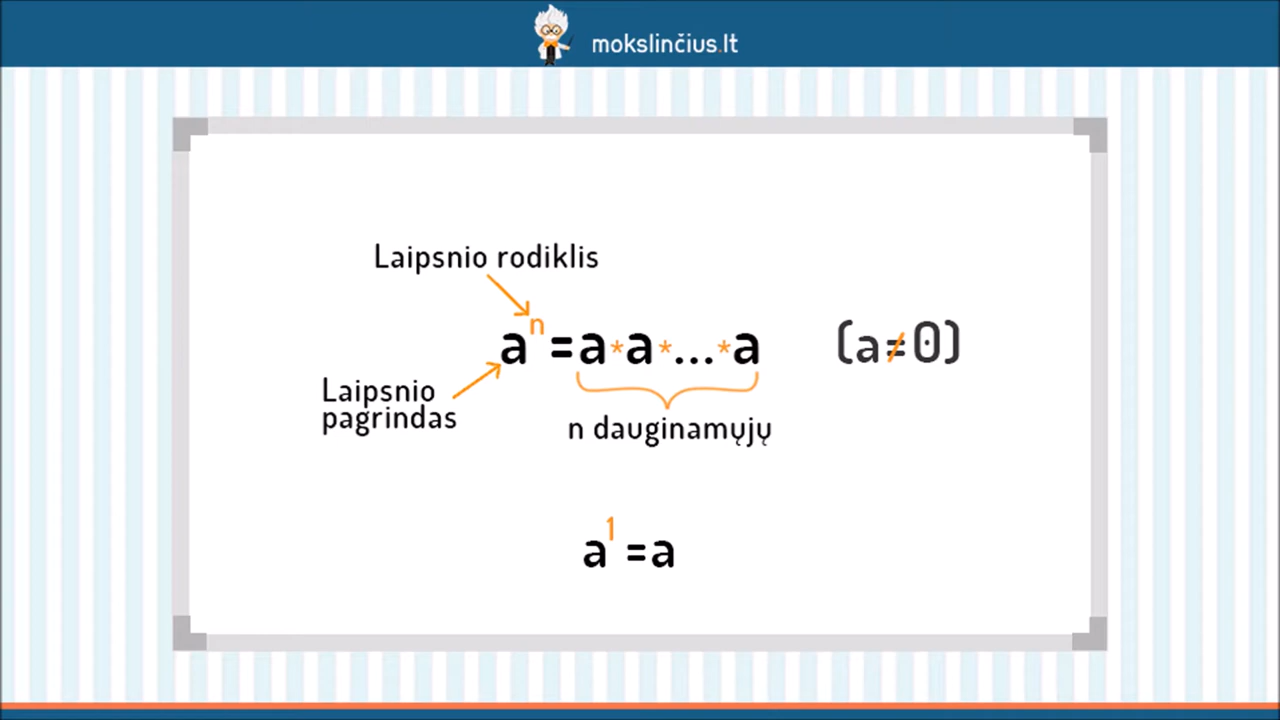 mokslinčius.lt
Laipsnio rodiklis
aⁿ=a*a*...*a (a≠0)
Laipsnio
pagrindas
n dauginamųjų
a¹=a